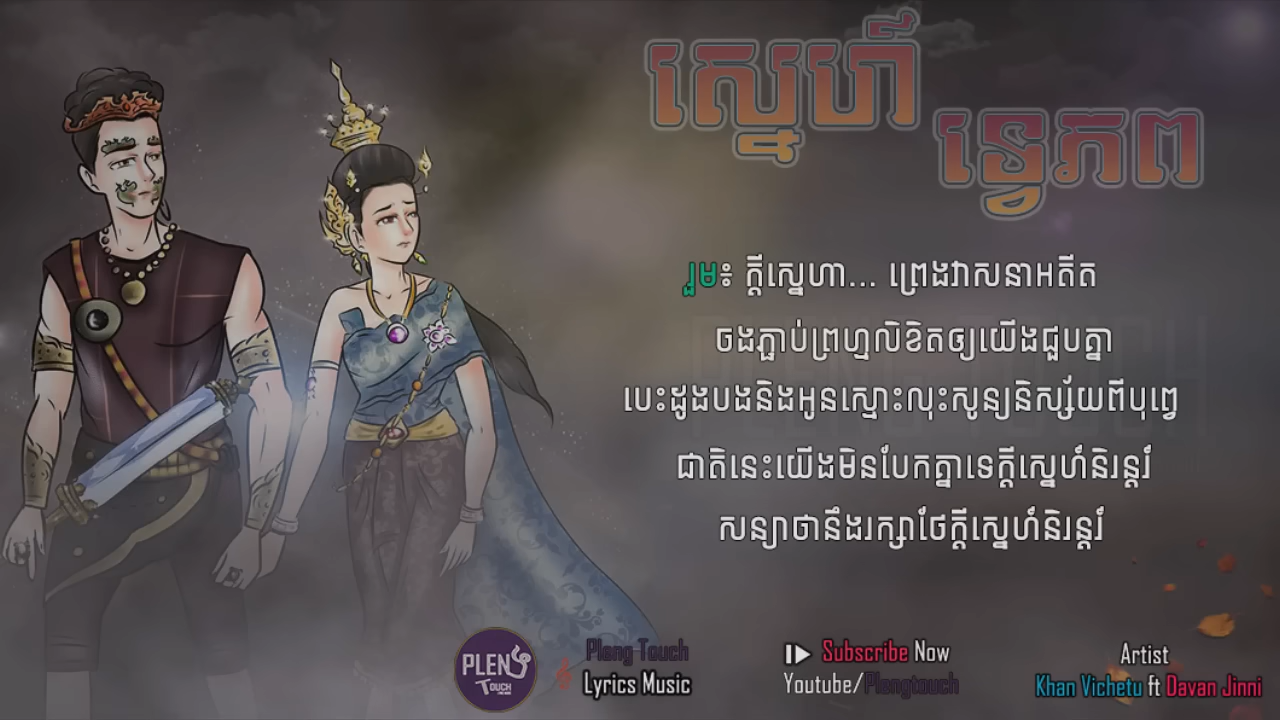 ស្នេហ៍
ទ្វេភព
រួម៖ ក្ដីស្នេហា... ព្រេងវាសនាអតីត
ចងភ្ជាប់ព្រហ្មលិខិតឲ្យយើងជួបគ្នា
បេះដូងបងនិងអូនស្មោះលុះសូន្យនិស្ស័យពីបុព្វេ
ជាតិនេះយើងមិនបែកគ្នាទេក្ដីស្នេហ៍និរន្តរ៍
សន្យាថានឹងរក្សាថែក្ដីស្នេហ៍និរន្តរ៍
PLENG
TOUCH
Pleng Touch
Lyrics Music
Subscribe Now
Youtube/Plengtouch
Artist
Khan Vichetu ft Davan Jinni